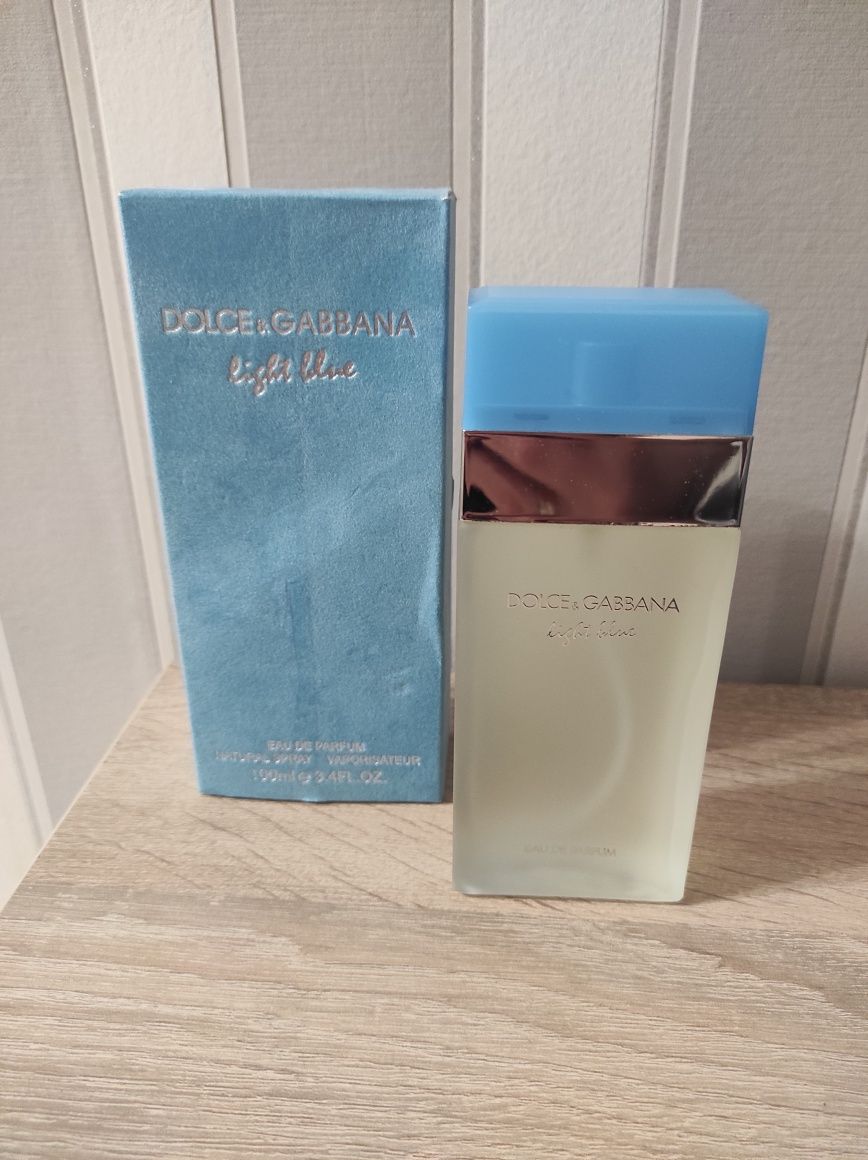 DOLCE&GABBANA
light blue
EAU DE PARFUM
NATURAL SPRAY VAPORISATEUR
100ml e 3.4FL.OZ.
DOLCE&GABBANA
light blue
EAU DE PARFUM